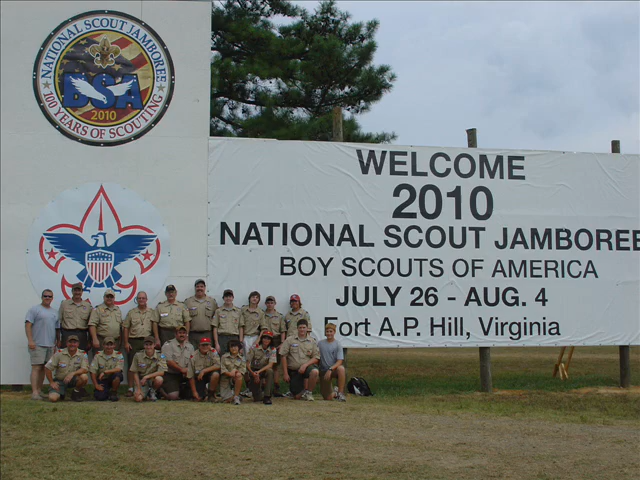 NATIONAL SCOUT JAMBOREE
BSA
2010
100 YEARS OF SCOUTING
WELCOME
2010
NATIONAL SCOUT JAMBOREE
BOY SCOUTS OF AMERICA
JULY 26 - AUG. 4
Fort A.P. Hill, Virginia